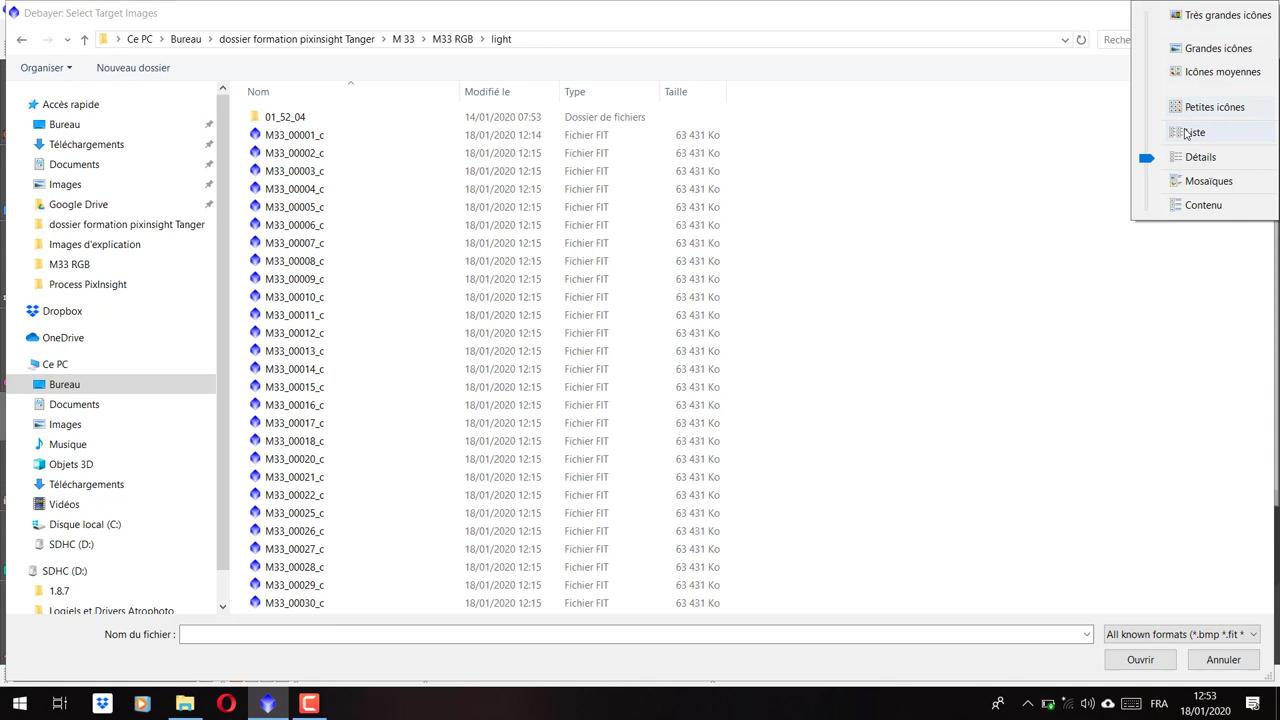 Debayer: Select Target Images
Ce PC > Bureau > dossier formation pixinsight Tanger > M 33 > M33 RGB > light
Reche
Organiser
Nouveau dossier
Nom
Modifié le
Type
Taille
Accès rapide
Bureau
Téléchargements
Documents
Images
Google Drive
dossier formation pixinsight Tanger
Images d'explication
M33 RGB
Process PixInsight
Dropbox
OneDrive
Ce PC
Bureau
Documents
Images
Musique
Objets 3D
Téléchargements
Vidéos
Disque local (C:)
SDHC (D:)
SDHC (D:)
1.8.7
Logiels et Drivers Atrophoto
01_52_04 14/01/2020 07:53 Dossier de fichiers
M33_00001_c 18/01/2020 12:14 Fichier FIT 63 431 Ko
M33_00002_c 18/01/2020 12:15 Fichier FIT 63 431 Ko
M33_00003_c 18/01/2020 12:15 Fichier FIT 63 431 Ko
M33_00004_c 18/01/2020 12:15 Fichier FIT 63 431 Ko
M33_00005_c 18/01/2020 12:15 Fichier FIT 63 431 Ko
M33_00006_c 18/01/2020 12:15 Fichier FIT 63 431 Ko
M33_00007_c 18/01/2020 12:15 Fichier FIT 63 431 Ko
M33_00008_c 18/01/2020 12:15 Fichier FIT 63 431 Ko
M33_00009_c 18/01/2020 12:15 Fichier FIT 63 431 Ko
M33_00010_c 18/01/2020 12:15 Fichier FIT 63 431 Ko
M33_00011_c 18/01/2020 12:15 Fichier FIT 63 431 Ko
M33_00012_c 18/01/2020 12:15 Fichier FIT 63 431 Ko
M33_00013_c 18/01/2020 12:15 Fichier FIT 63 431 Ko
M33_00014_c 18/01/2020 12:15 Fichier FIT 63 431 Ko
M33_00015_c 18/01/2020 12:15 Fichier FIT 63 431 Ko
M33_00016_c 18/01/2020 12:15 Fichier FIT 63 431 Ko
M33_00017_c 18/01/2020 12:15 Fichier FIT 63 431 Ko
M33_00018_c 18/01/2020 12:15 Fichier FIT 63 431 Ko
M33_00020_c 18/01/2020 12:15 Fichier FIT 63 431 Ko
M33_00021_c 18/01/2020 12:15 Fichier FIT 63 431 Ko
M33_00022_c 18/01/2020 12:15 Fichier FIT 63 431 Ko
M33_00025_c 18/01/2020 12:15 Fichier FIT 63 431 Ko
M33_00026_c 18/01/2020 12:15 Fichier FIT 63 431 Ko
M33_00027_c 18/01/2020 12:15 Fichier FIT 63 431 Ko
M33_00028_c 18/01/2020 12:15 Fichier FIT 63 431 Ko
M33_00029_c 18/01/2020 12:15 Fichier FIT 63 431 Ko
M33_00030_c 18/01/2020 12:15 Fichier FIT 63 431 Ko
Très grandes icônes
Grandes icônes
Icônes moyennes
Petites icônes
iste
Détails
Mosaïques
Contenu
Nom du fichier :
All known formats (*.bmp *.fit *
Ouvrir
Annuler
FRA
12:53
18/01/2020